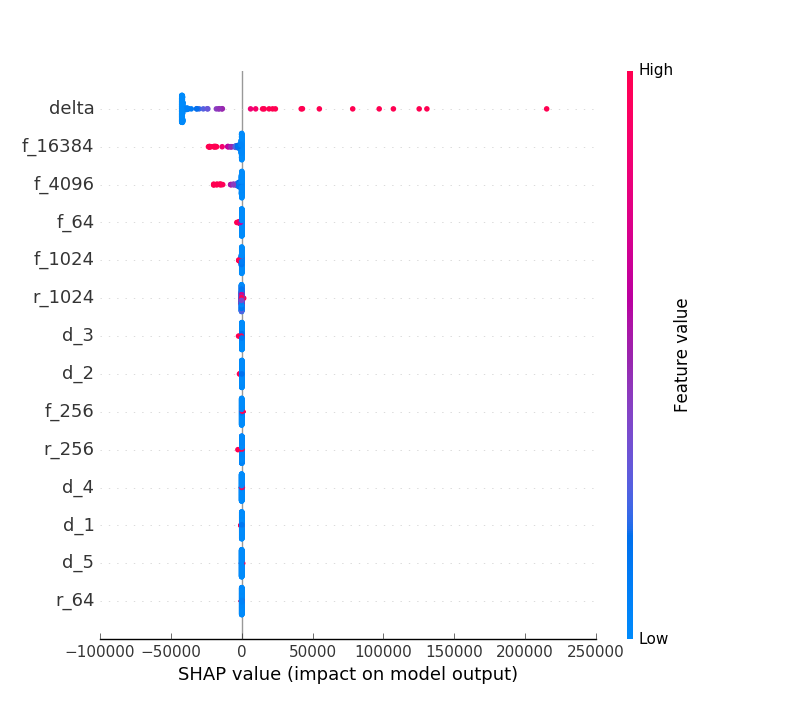 High
delta
f_16384
f_4096
f_64
f_1024
r_1024
d_3
d_2
f_256
r_256
d_4
d_1
d_5
r_64
Feature value
Low
−100000 −50000 0 50000 100000 150000 200000 250000
SHAP value (impact on model output)